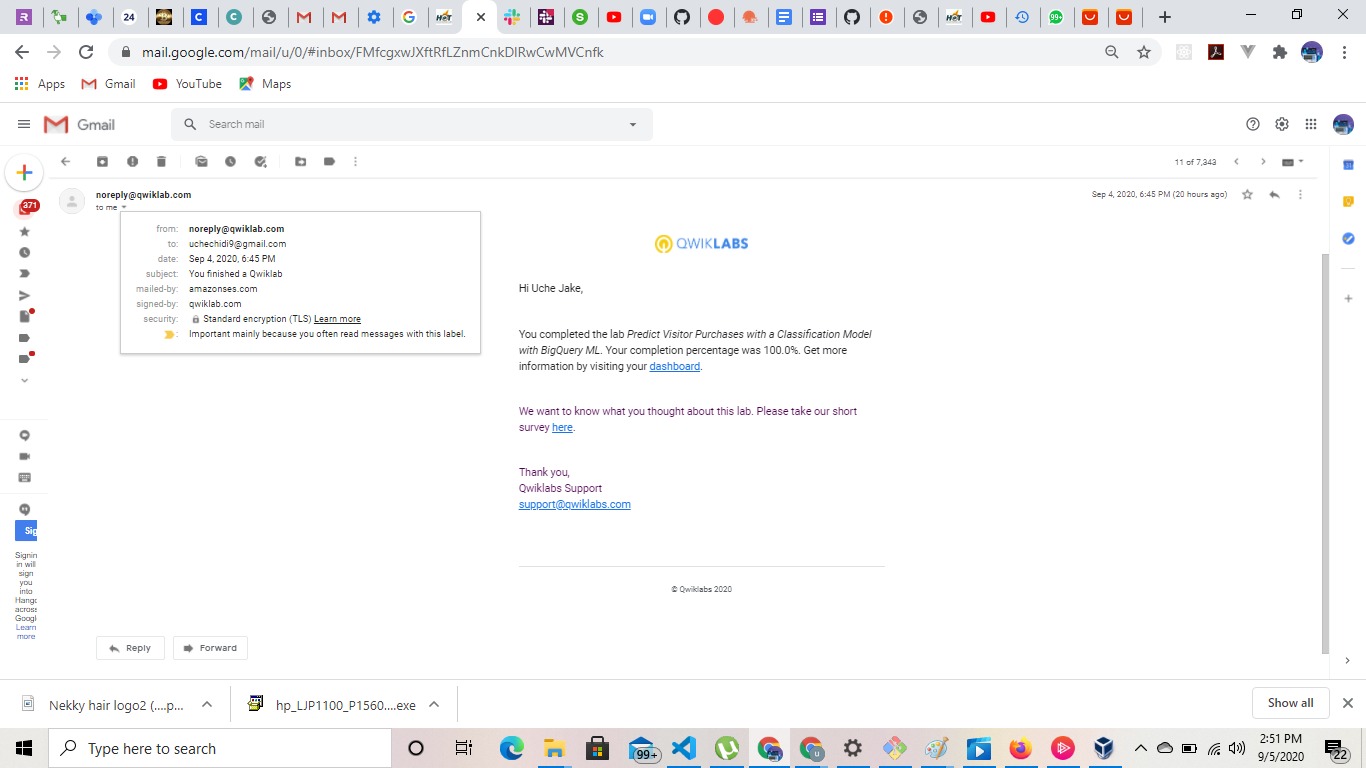 24
99+
mail.google.com/mail/u/0/#inbox/FMfcgxwJXftRfLZnmCnkDlRwCwMVCnfk
Apps
Gmail
YouTube
Maps
Gmail
Search mail
11 of 7,343
371
noreply@qwiklab.com
Sep 4, 2020, 6:45 PM (20 hours ago)
to me
from: noreply@qwiklab.com
to: uchechidi9@gmail.com
date: Sep 4, 2020, 6:45 PM
subject: You finished a Qwiklab
mailed-by: amazonses.com
signed-by: qwiklab.com
security: Standard encryption (TLS) Learn more
: Important mainly because you often read messages with this label.
QWIKLABS
Hi Uche Jake,
You completed the lab Predict Visitor Purchases with a Classification Model
with BigQuery ML. Your completion percentage was 100.0%. Get more
information by visiting your dashboard.
We want to know what you thought about this lab. Please take our short
survey here.
Thank you,
Qwiklabs Support
support@qwiklabs.com
© Qwiklabs 2020
Sig
Signin
in will
sign
you
into
Hango
across
Googl
Learn
more
Reply
Forward
Nekky hair logo2 (....p...
hp_LJP1100_P1560....exe
Show all
Type here to search
99+
2:51 PM
9/5/2020
22